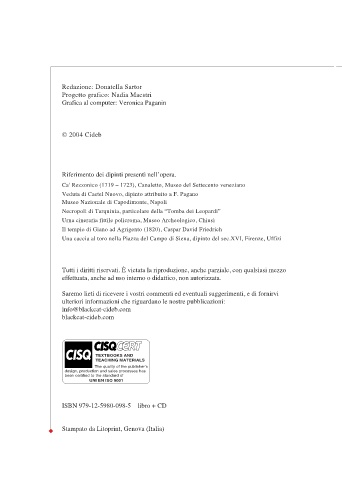 Redazione: Donatella Sartor
Progetto grafico: Nadia Maestri
Grafica al computer: Veronica Paganin
© 2004 Cideb
Riferimento dei dipinti presenti nell'opera.
Ca' Rezzonico (1719 – 1723), Canaletto, Museo del Settecento veneziano
Veduta di Castel Nuovo, dipinto attribuito a F. Pagano
Museo Nazionale di Capodimonte, Napoli
Necropoli di Tarquinia, particolare della "Tomba dei Leopardi"
Urna cineraria fittile policroma, Museo Archeologico, Chiusi
Il tempio di Giano ad Agrigento (1820), Caspar David Friedrich
Una caccia al toro nella Piazza del Campo di Siena, dipinto del sec XVI, Firenze, Uffizi
Tutti i diritti riservati. È vietata la riproduzione, anche parziale, con qualsiasi mezzo
effettuata, anche ad uso interno o didattico, non autorizzata.
Saremo lieti di ricevere i vostri commenti ed eventuali suggerimenti, e di fornirvi
ulteriori informazioni che riguardano le nostre pubblicazioni:
info@blackcat-cideb.com
blackcat-cideb.com
CISQ CISQCERT
TEXTBOOKS AND
TEACHING MATERIALS
The quality of the publisher's
design, production and sales processes has
been certified to the standard of
UNI EN ISO 9001
ISBN 979-12-5980-098-5 libro + CD
Stampato da Litoprint, Genova (Italia)